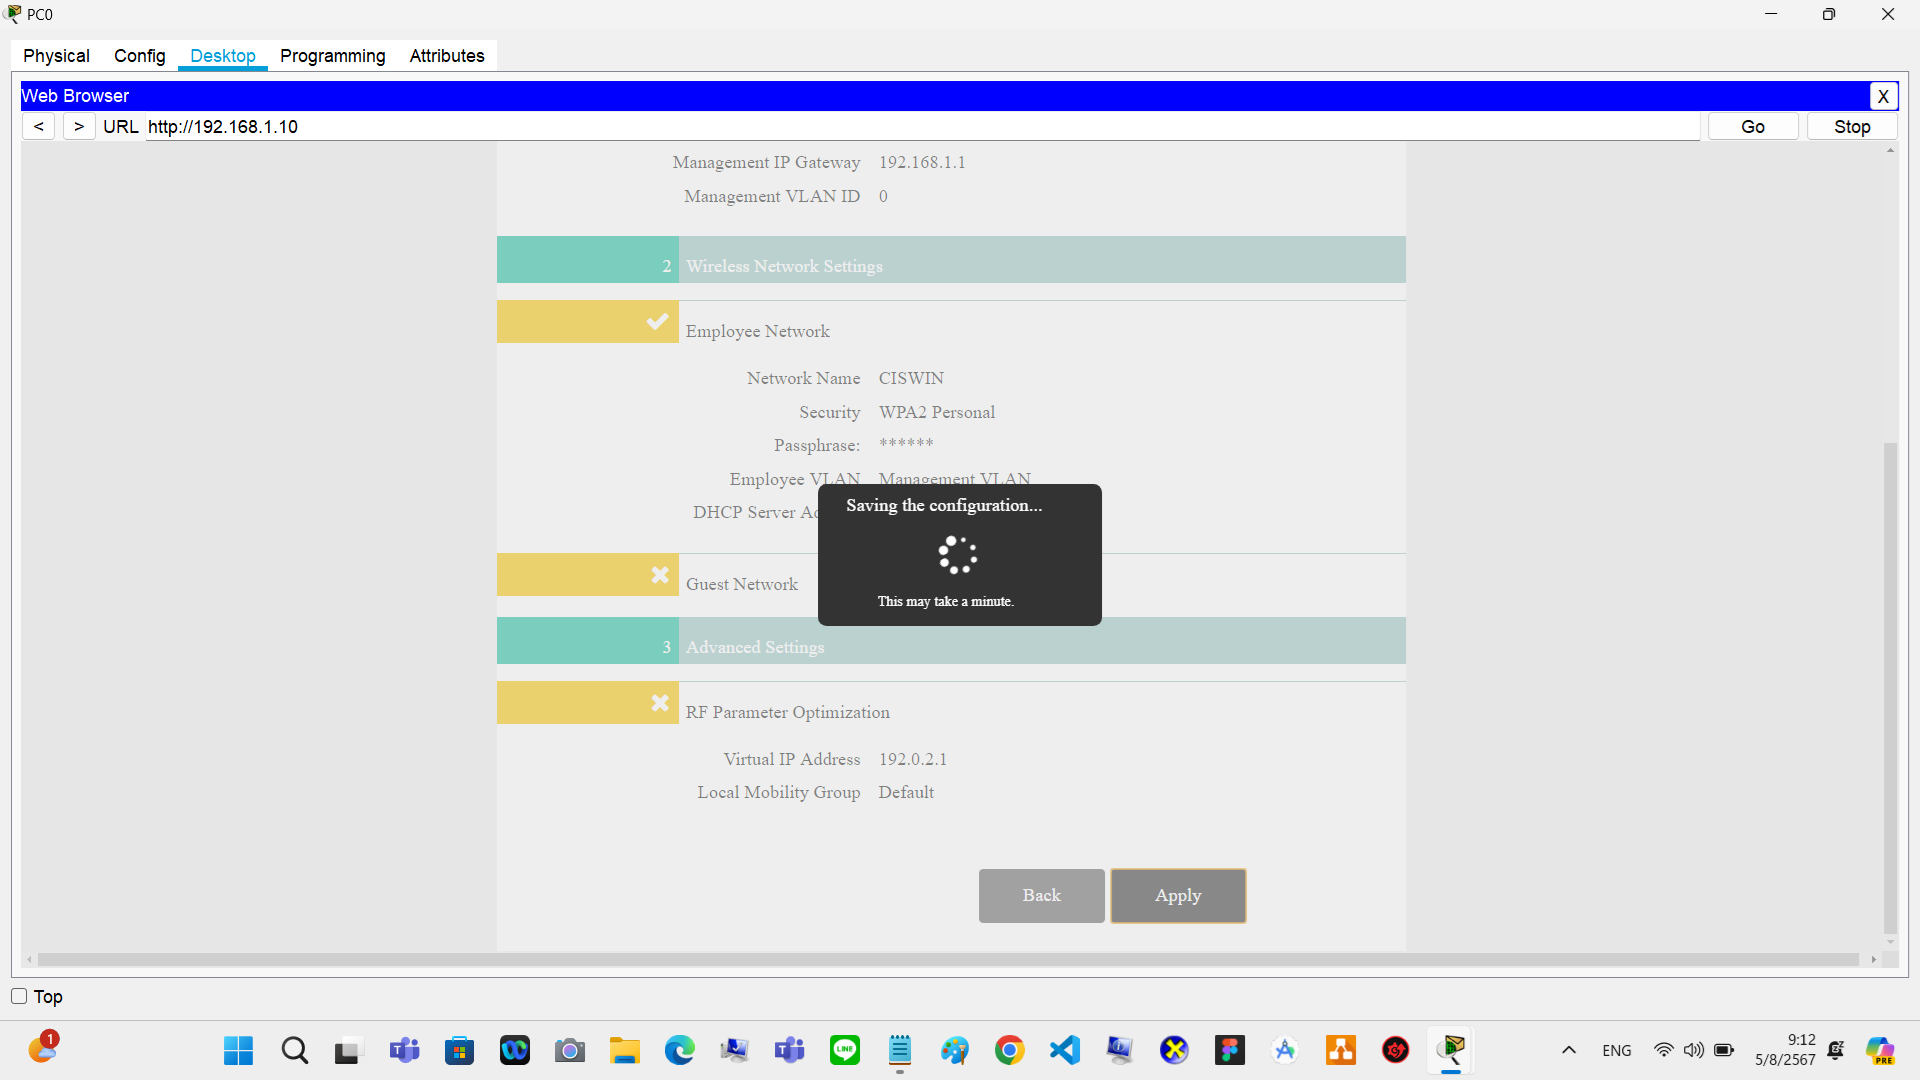 PC0
Physical Config Desktop Programming Attributes
Web Browser X
< > URL http://192.168.1.10 Go Stop
Management IP Gateway 192.168.1.1
Management VLAN ID 0
2 Wireless Network Settings
Employee Network
Network Name CISWIN
Security WPA2 Personal
Passphrase: ******
Employee VLAN Management VLAN
DHCP Server
Saving the configuration...
This may take a minute.
Guest Network
3 Advanced Settings
RF Parameter Optimization
Virtual IP Address 192.0.2.1
Local Mobility Group Default
Back Apply
Top
1
LINE
ENG
9:12
5/8/2567
PRE